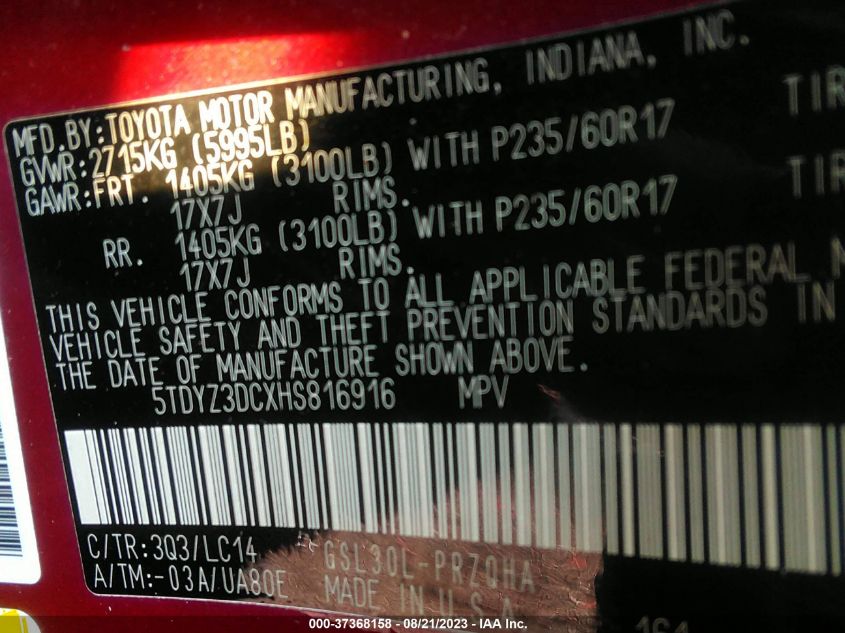 MFD.BY:TOYOTA MOTOR MANUFACTURING, INDIANA, INC.
GVWR:2715KG (5995LB)
GAWR:FRT. 1405KG (3100LB) WITH P235/60R17 TIR
17X7J RIMS.
RR. 1405KG (3100LB) WITH P235/60R17 TIR
17X7J RIMS.
THIS VEHICLE CONFORMS TO ALL APPLICABLE FEDERAL M
VEHICLE SAFETY AND THEFT PREVENTION STANDARDS IN
THE DATE OF MANUFACTURE SHOWN ABOVE.
5TDYZ3DCXHS816916 MPV
C/TR:3Q3/LC14 GSL30L-PRZQHA
A/TM:-03A/UA80E MADE IN U.S.A
000-37368158 - 08/21/2023 - IAA Inc.